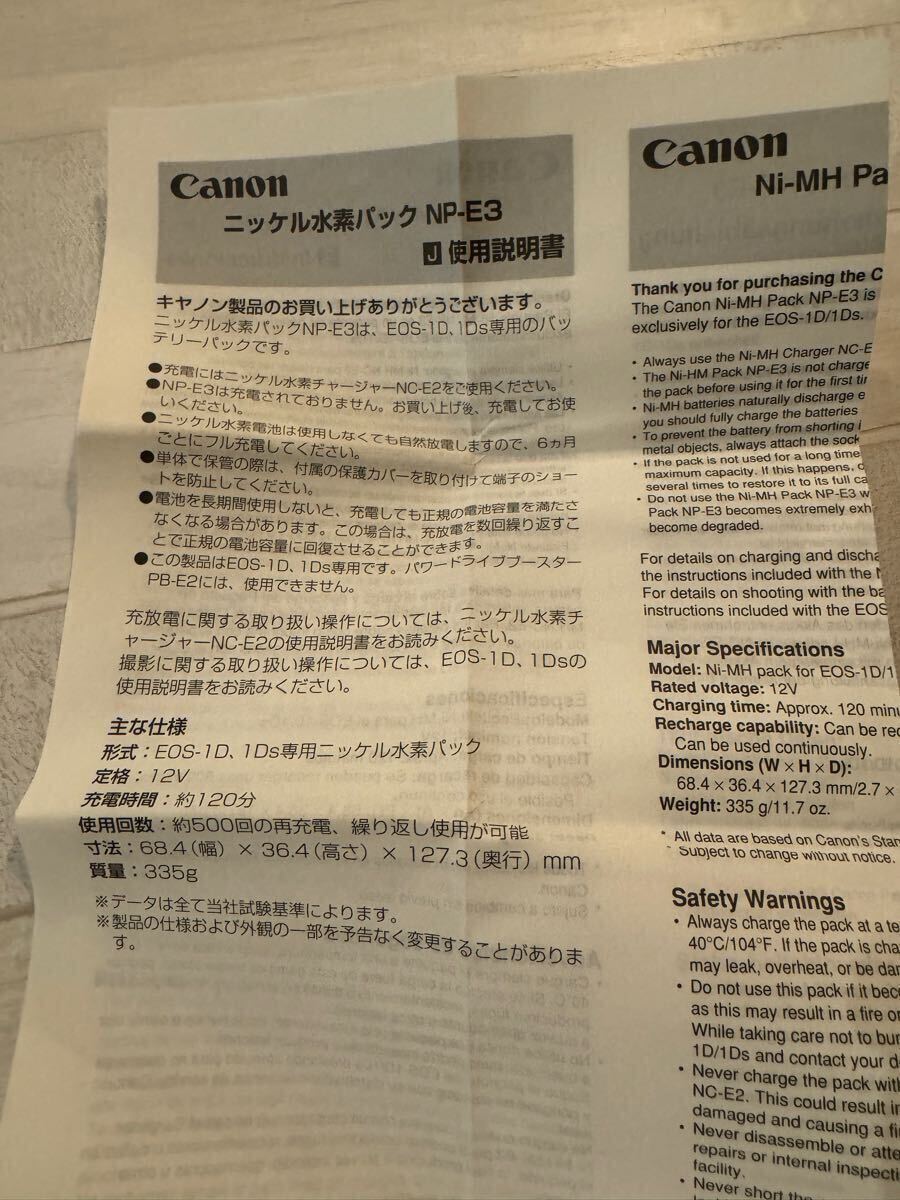 Canon
ニッケル水素パック NP-E3
J 使用説明書
キヤノン製品のお買い上げありがとうございます。
ニッケル水素パックNP-E3は、EOS-1D、1Ds専用のバッ
テリーパックです。
●充電にはニッケル水素チャージャーNC-E2をご使用ください。
●NP-E3は充電されておりません。お買い上げ後、充電してお使
いください。
●ニッケル水素電池は使用しなくても自然放電しますので、6ヵ月
ごとにフル充電してください。
●単体で保管の際は、付属の保護カバーを取り付けて端子のショー
トを防止してください。
●電池を長期間使用しないと、充電しても正規の電池容量を満たさ
なくなる場合があります。この場合は、充放電を数回繰り返すこ
とで正規の電池容量に回復させることができます。
●この製品はEOS-1D、1Ds専用です。パワードライブブースター
PB-E2には、使用できません。
充放電に関する取り扱い操作については、ニッケル水素チ
ャージャーNC-E2の使用説明書をお読みください。
撮影に関する取り扱い操作については、EOS-1D、1Dsの
使用説明書をお読みください。
主な仕様
形式：EOS-1D、1Ds専用ニッケル水素パック
定格：12V
充電時間：約120分
使用回数：約500回の再充電、繰り返し使用が可能
寸法：68.4（幅）× 36.4（高さ）× 127.3（奥行）mm
質量：335g
※データは全て当社試験基準によります。
※製品の仕様および外観の一部を予告なく変更することがありま
す。
Canon
Ni-MH Pa
Thank you for purchasing the C
The Canon Ni-MH Pack NP-E3 is
exclusively for the EOS-1D/1Ds.
• Always use the Ni-MH Charger NC-E
• The Ni-HM Pack NP-E3 is not charge
the pack before using it for the first tir
• Ni-MH batteries naturally discharge e
you should fully charge the batteries
• To prevent the battery from shorting i
metal objects, always attach the sock
• If the pack is not used for a long time
maximum capacity. If this happens, c
several times to restore it to its full ca
• Do not use the Ni-MH Pack NP-E3 w
Pack NP-E3 becomes extremely exh
become degraded.
For details on charging and discha
the instructions included with the N
For details on shooting with the ba
instructions included with the EOS
Major Specifications
Model: Ni-MH pack for EOS-1D/1
Rated voltage: 12V
Charging time: Approx. 120 minu
Recharge capability: Can be rec
Can be used continuously.
Dimensions (W × H × D):
68.4 × 36.4 × 127.3 mm/2.7 ×
Weight: 335 g/11.7 oz.
* All data are based on Canon's Stan
* Subject to change without notice.
Safety Warnings
• Always charge the pack at a te
40°C/104°F. If the pack is cha
may leak, overheat, or be dam
• Do not use this pack if it beco
as this may result in a fire or
While taking care not to bur
1D/1Ds and contact your de
• Never charge the pack with
NC-E2. This could result in
damaged and causing a fi
• Never disassemble or atte
repairs or internal inspecti
facility.
• Never short the